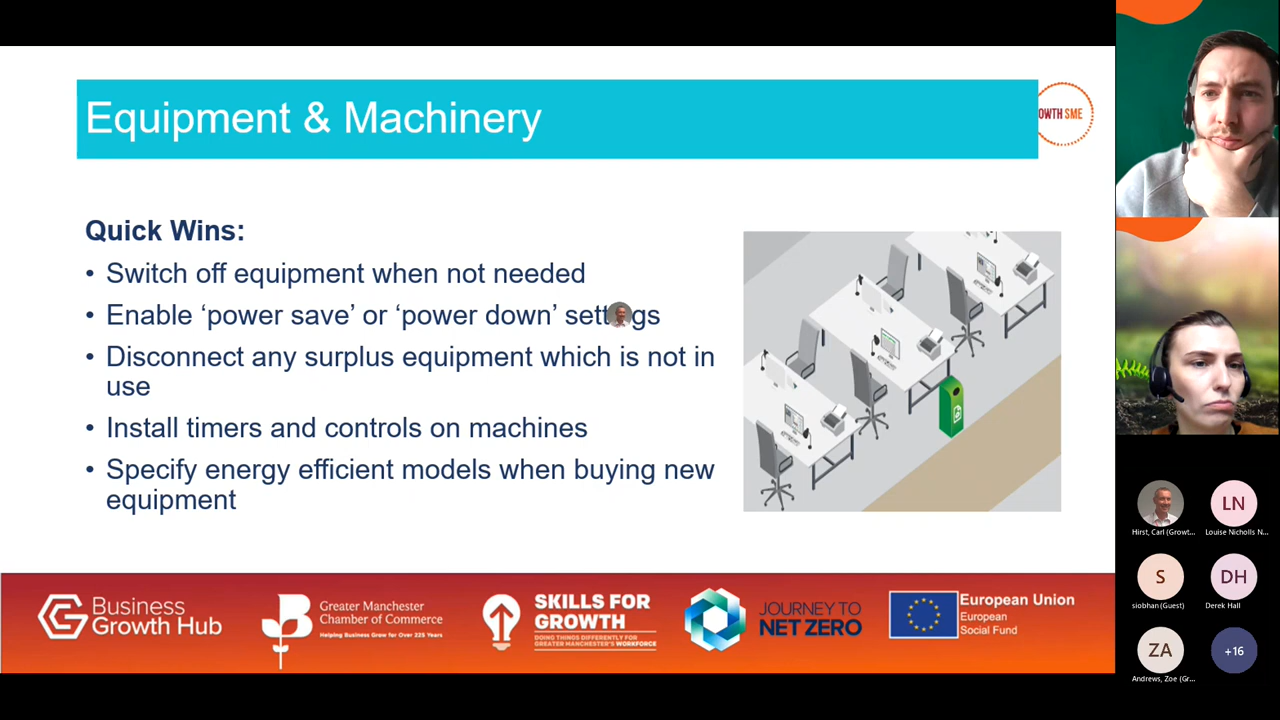 Equipment & Machinery
OWTH SME
Quick Wins:
• Switch off equipment when not needed
• Enable ‘power save’ or ‘power down’ settings
• Disconnect any surplus equipment which is not in
use
• Install timers and controls on machines
• Specify energy efficient models when buying new
equipment
Business
Growth Hub
Greater Manchester
Chamber of Commerce
Helping Business Grow for Over 225 Years
SKILLS FOR
GROWTH
DOING THINGS DIFFERENTLY FOR
GREATER MANCHESTER'S WORKFORCE
JOURNEY TO
NET ZERO
European Union
European
Social Fund
LN
Hirst, Carl (Growt...
Louise Nicholls N...
S
DH
siobhan (Guest)
Derek Hall
ZA
+16
Andrews, Zoe (Gr...